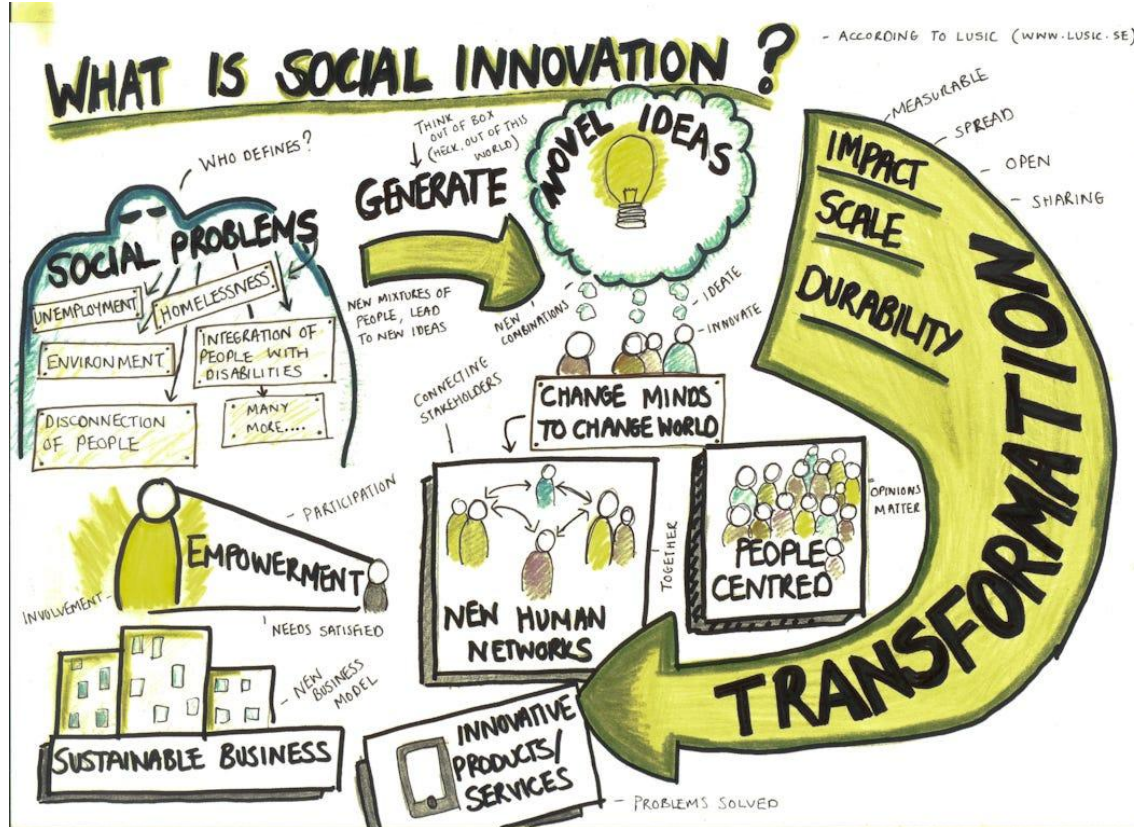 WHAT IS SOCIAL INNOVATION?
- ACCORDING TO LUSIC (WWW.LUSIC.SE)
WHO DEFINES?
SOCIAL PROBLEMS
UNEMPLOYMENT
HOMELESSNESS
ENVIRONMENT
INTEGRATION OF
PEOPLE WITH
DISABILITIES
DISCONNECTION
OF PEOPLE
MANY
MORE....
THINK
OUT OF BOX
(HECK, OUT OF THIS
WORLD)
GENERATE
NEW MIXTURES OF
PEOPLE, LEAD
TO NEW IDEAS
NOVEL IDEAS
NEW
COMBINATIONS
- IDEATE
- INNOVATE
CHANGE MINDS
TO CHANGE WORLD
IMPACT
SCALE
DURABILITY
- MEASURABLE
- SPREAD
- OPEN
- SHARING
TRANSFORMATION
CONNECTING
STAKEHOLDERS
NEW HUMAN
NETWORKS
TOGETHER
PEOPLE
CENTRED
OPINIONS
MATTER
- PARTICIPATION
EMPOWERMENT
INVOLVEMENT-
NEEDS SATISFIED
- NEW
BUSINESS
MODEL
SUSTAINABLE BUSINESS
INNOVATIVE
PRODUCTS/
SERVICES
- PROBLEMS SOLVED